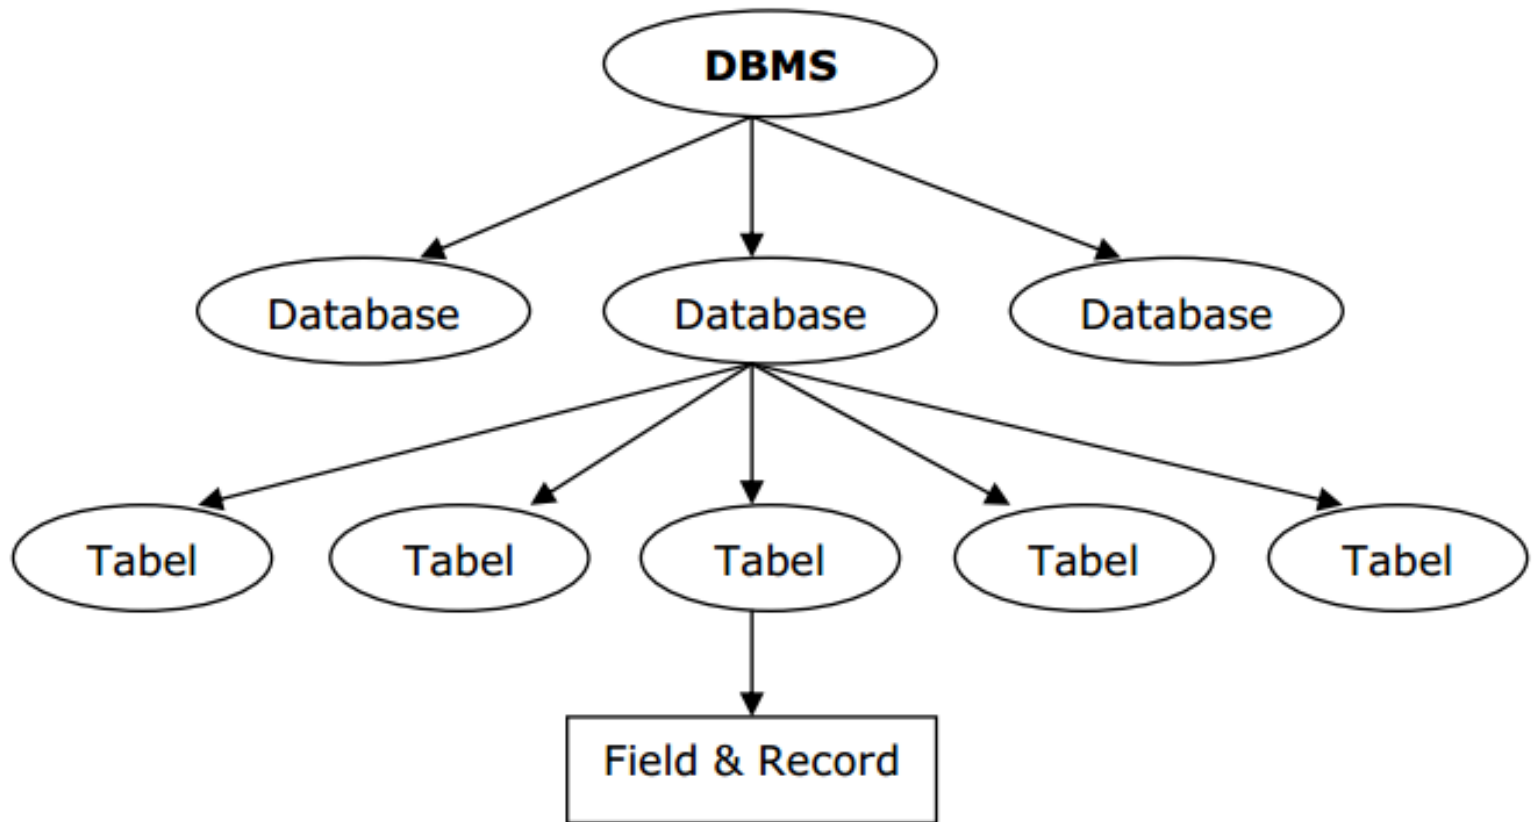 DBMS
Database
Database
Database
Tabel
Tabel
Tabel
Tabel
Tabel
Field & Record